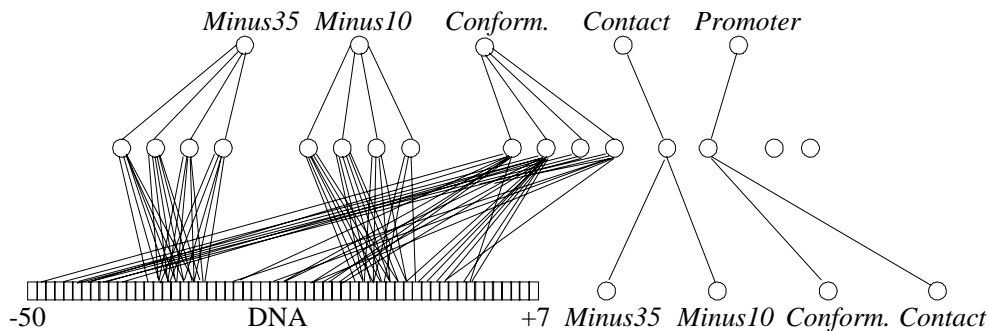 Minus35 Minus10 Conform. Contact Promoter
-50 DNA +7 Minus35 Minus10 Conform. Contact